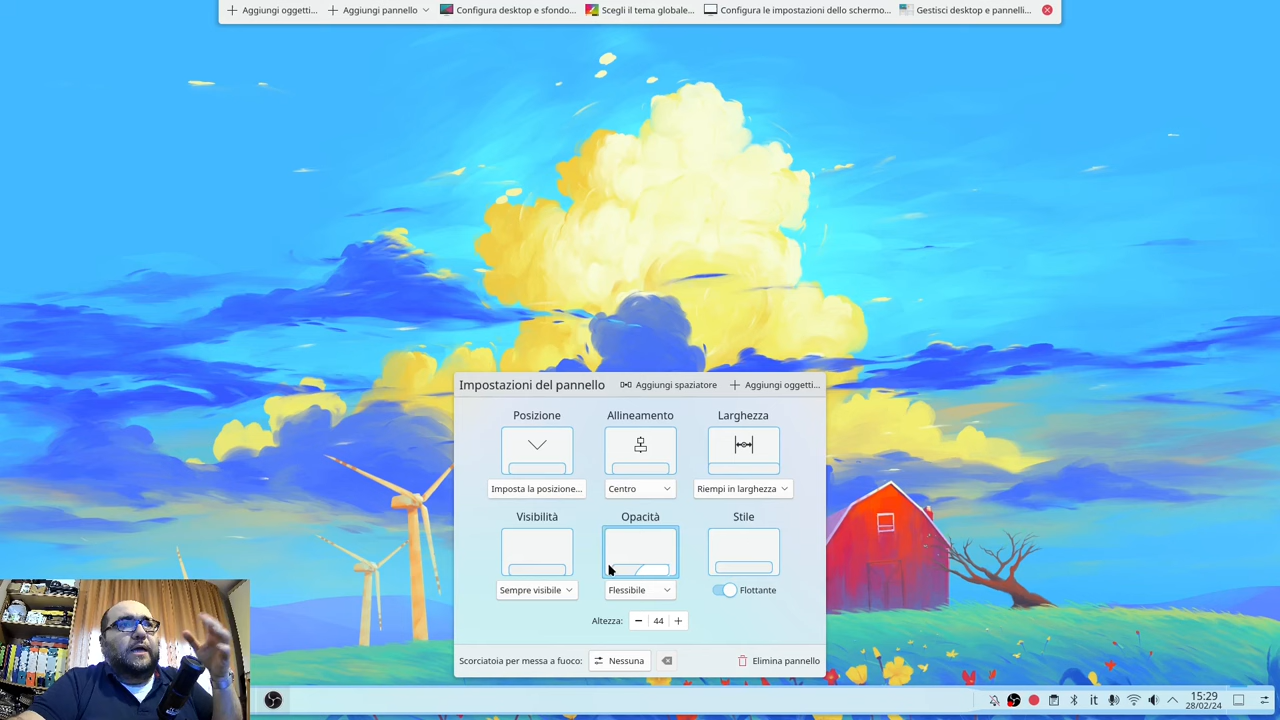 Aggiungi oggetti... Aggiungi pannello Configura desktop e sfondo... Scegli il tema globale... Configura le impostazioni dello schermo... Gestisci desktop e pannelli...
Impostazioni del pannello Aggiungi spaziatore Aggiungi oggetti...
Posizione Allineamento Larghezza
Imposta la posizione... Centro Riempi in larghezza
Visibilità Opacità Stile
Sempre visibile Flessibile Flottante
Altezza: 44
Scorciatoia per messa a fuoco: Nessuna Elimina pannello
it 15:29
28/02/24